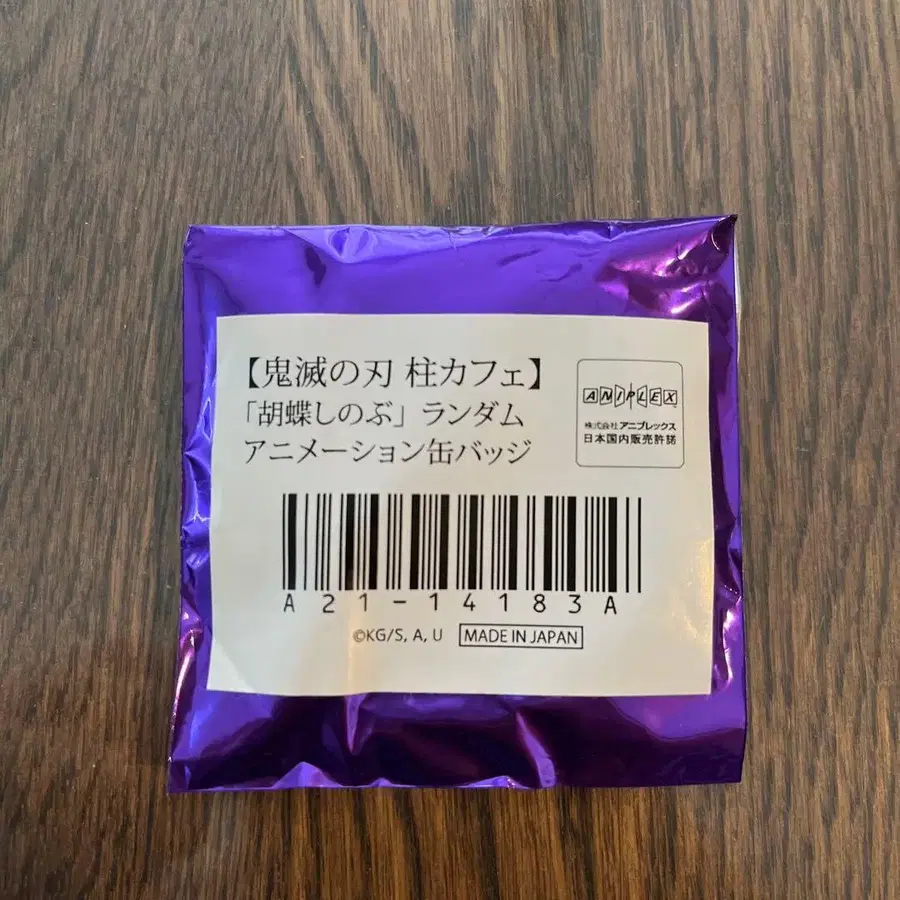 【鬼滅の刃 柱カフェ】
「胡蝶しのぶ」ランダム
アニメーション缶バッジ
ANIPLEX
株式会社アニプレックス
日本国内販売許諾
A21-14183A
©KG/S, A, U
MADE IN JAPAN